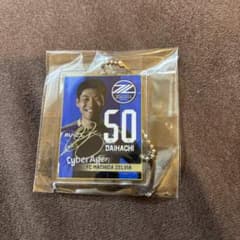 50
DAIHACHI
CyberAgent
FC MACHIDA ZELVIA